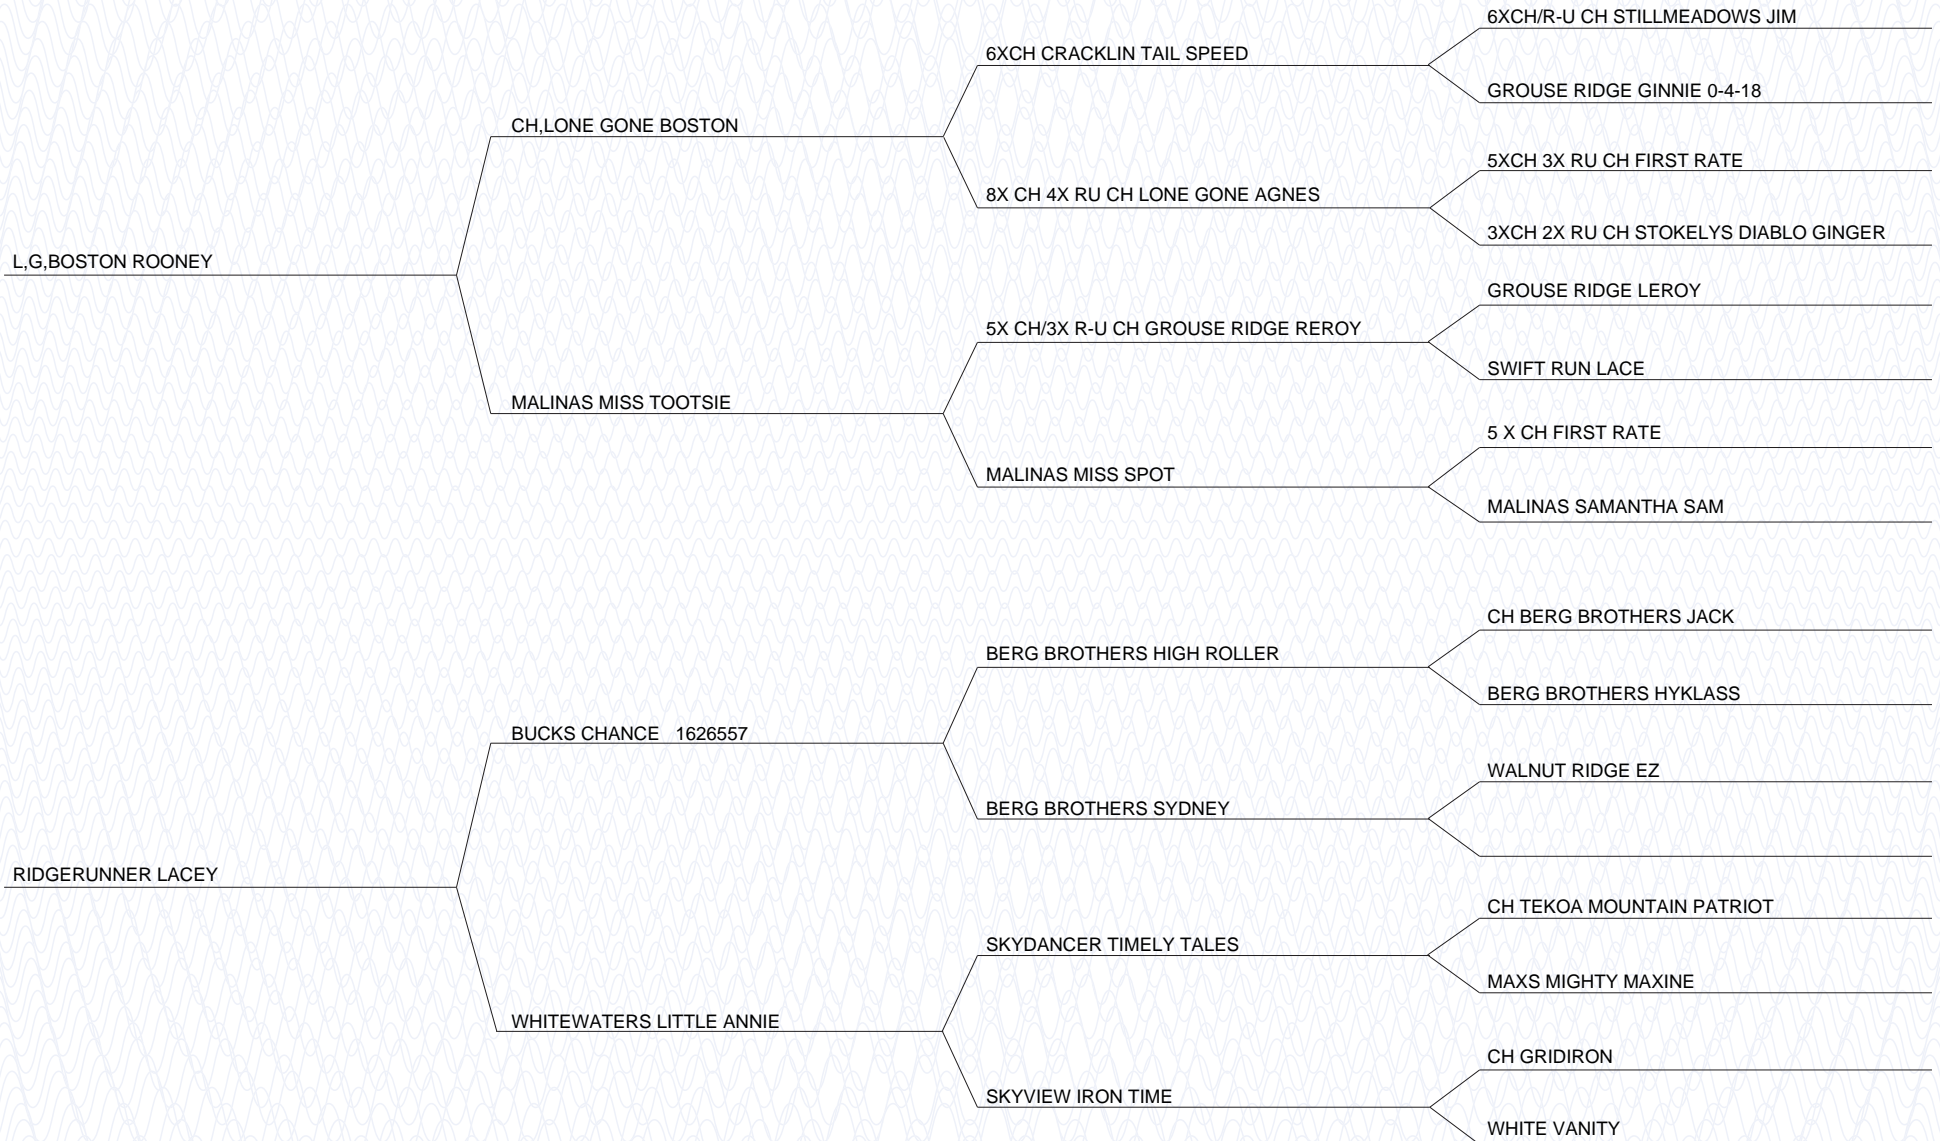 6XCH/R-U CH STILLMEADOWS JIM
6XCH CRACKLIN TAIL SPEED
GROUSE RIDGE GINNIE 0-4-18
CH,LONE GONE BOSTON
5XCH 3X RU CH FIRST RATE
8X CH 4X RU CH LONE GONE AGNES
3XCH 2X RU CH STOKELYS DIABLO GINGER
L,G,BOSTON ROONEY
GROUSE RIDGE LEROY
5X CH/3X R-U CH GROUSE RIDGE REROY
SWIFT RUN LACE
MALINAS MISS TOOTSIE
5 X CH FIRST RATE
MALINAS MISS SPOT
MALINAS SAMANTHA SAM
CH BERG BROTHERS JACK
BERG BROTHERS HIGH ROLLER
BERG BROTHERS HYKLASS
BUCKS CHANCE 1626557
WALNUT RIDGE EZ
BERG BROTHERS SYDNEY
RIDGERUNNER LACEY
CH TEKOA MOUNTAIN PATRIOT
SKYDANCER TIMELY TALES
MAXS MIGHTY MAXINE
WHITEWATERS LITTLE ANNIE
CH GRIDIRON
SKYVIEW IRON TIME
WHITE VANITY